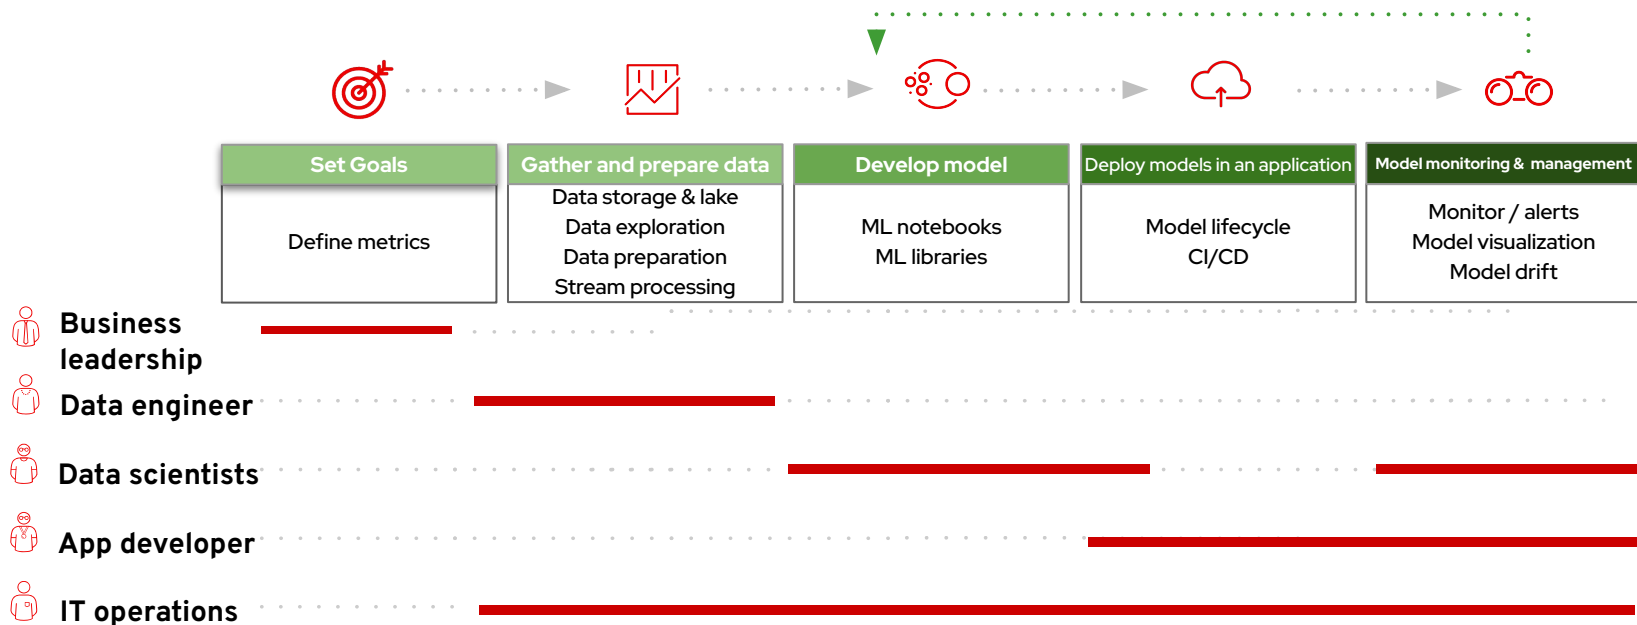 Set Goals
Gather and prepare data
Develop model
Deploy models in an application
Model monitoring & management
Define metrics
Data storage & lake
Data exploration
Data preparation
Stream processing
ML notebooks
ML libraries
Model lifecycle
CI/CD
Monitor / alerts
Model visualization
Model drift
Business
leadership
Data engineer
Data scientists
App developer
IT operations